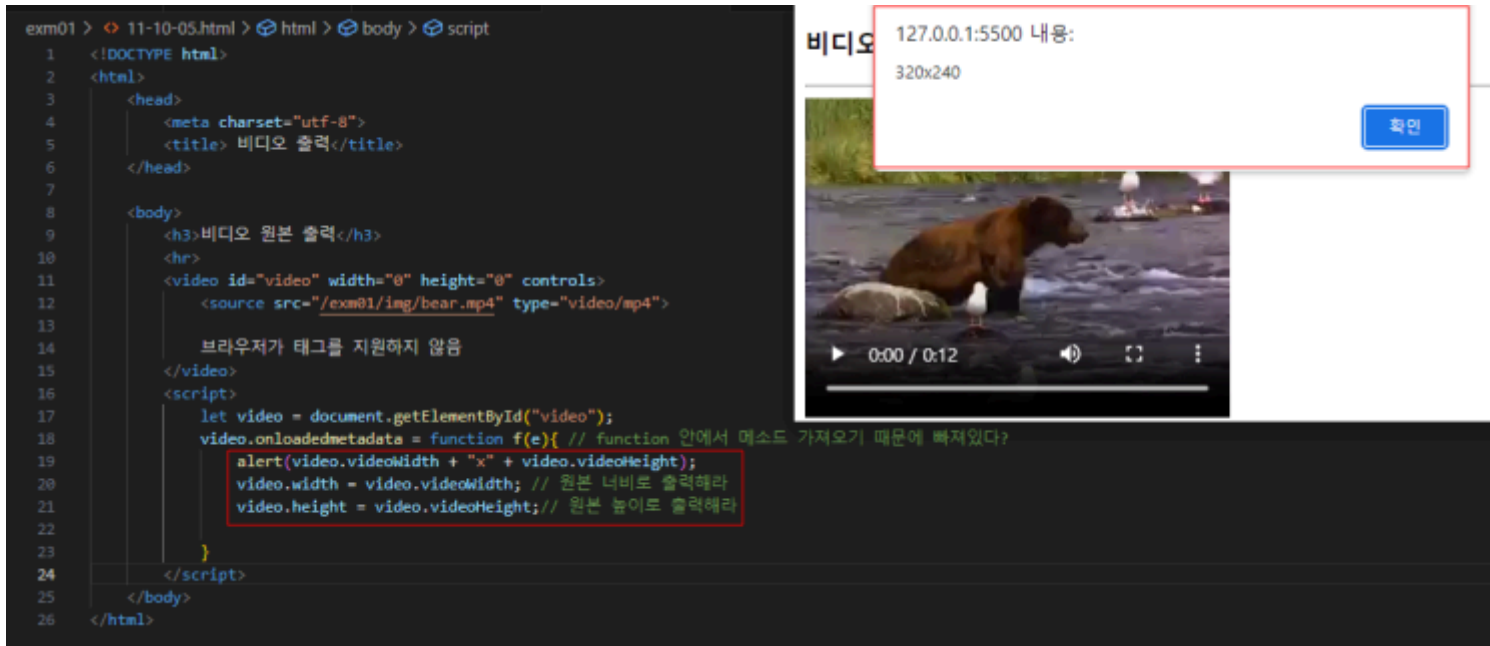 exm01 > 11-10-05.html > html > body > script
1 <!DOCTYPE html>
2 <html>
3 <head>
4 <meta charset="utf-8">
5 <title> 비디오 출력</title>
6 </head>
7
8 <body>
9 <h3>비디오 원본 출력</h3>
10 <hr>
11 <video id="video" width="0" height="0" controls>
12 <source src="/exm01/img/bear.mp4" type="video/mp4">
13
14 브라우저가 태그를 지원하지 않음
15 </video>
16 <script>
17 let video = document.getElementById("video");
18 video.onloadedmetadata = function f(e){ // function 안에서 메소드 가져오기 때문에 빠져있다?
19 alert(video.videoWidth + "x" + video.videoHeight);
20 video.width = video.videoWidth; // 원본 너비로 출력해라
21 video.height = video.videoHeight;// 원본 높이로 출력해라
22
23 }
24 </script>
25 </body>
26 </html>
비디오
127.0.0.1:5500 내용:
320x240
확인
0:00 / 0:12